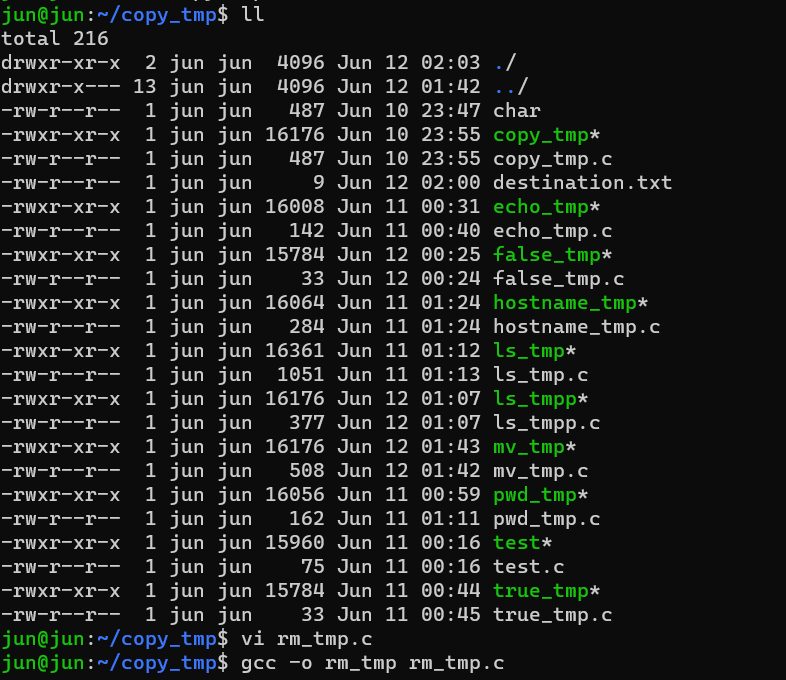 jun@jun:~/copy_tmp$ ll
total 216
drwxr-xr-x  2 jun jun  4096 Jun 12 02:03 ./
drwxr-x--- 13 jun jun  4096 Jun 12 01:42 ../
-rw-r--r--  1 jun jun   487 Jun 10 23:47 char
-rwxr-xr-x  1 jun jun 16176 Jun 10 23:55 copy_tmp*
-rw-r--r--  1 jun jun   487 Jun 10 23:55 copy_tmp.c
-rw-r--r--  1 jun jun     9 Jun 12 02:00 destination.txt
-rwxr-xr-x  1 jun jun 16008 Jun 11 00:31 echo_tmp*
-rw-r--r--  1 jun jun   142 Jun 11 00:40 echo_tmp.c
-rwxr-xr-x  1 jun jun 15784 Jun 12 00:25 false_tmp*
-rw-r--r--  1 jun jun    33 Jun 12 00:24 false_tmp.c
-rwxr-xr-x  1 jun jun 16064 Jun 11 01:24 hostname_tmp*
-rw-r--r--  1 jun jun   284 Jun 11 01:24 hostname_tmp.c
-rwxr-xr-x  1 jun jun 16361 Jun 11 01:12 ls_tmp*
-rw-r--r--  1 jun jun  1051 Jun 11 01:13 ls_tmp.c
-rwxr-xr-x  1 jun jun 16176 Jun 12 01:07 ls_tmpp*
-rw-r--r--  1 jun jun   377 Jun 12 01:07 ls_tmpp.c
-rwxr-xr-x  1 jun jun 16176 Jun 12 01:43 mv_tmp*
-rw-r--r--  1 jun jun   508 Jun 12 01:42 mv_tmp.c
-rwxr-xr-x  1 jun jun 16056 Jun 11 00:59 pwd_tmp*
-rw-r--r--  1 jun jun   162 Jun 11 01:11 pwd_tmp.c
-rwxr-xr-x  1 jun jun 15960 Jun 11 00:16 test*
-rw-r--r--  1 jun jun    75 Jun 11 00:16 test.c
-rwxr-xr-x  1 jun jun 15784 Jun 11 00:44 true_tmp*
-rw-r--r--  1 jun jun    33 Jun 11 00:45 true_tmp.c
jun@jun:~/copy_tmp$ vi rm_tmp.c
jun@jun:~/copy_tmp$ gcc -o rm_tmp rm_tmp.c